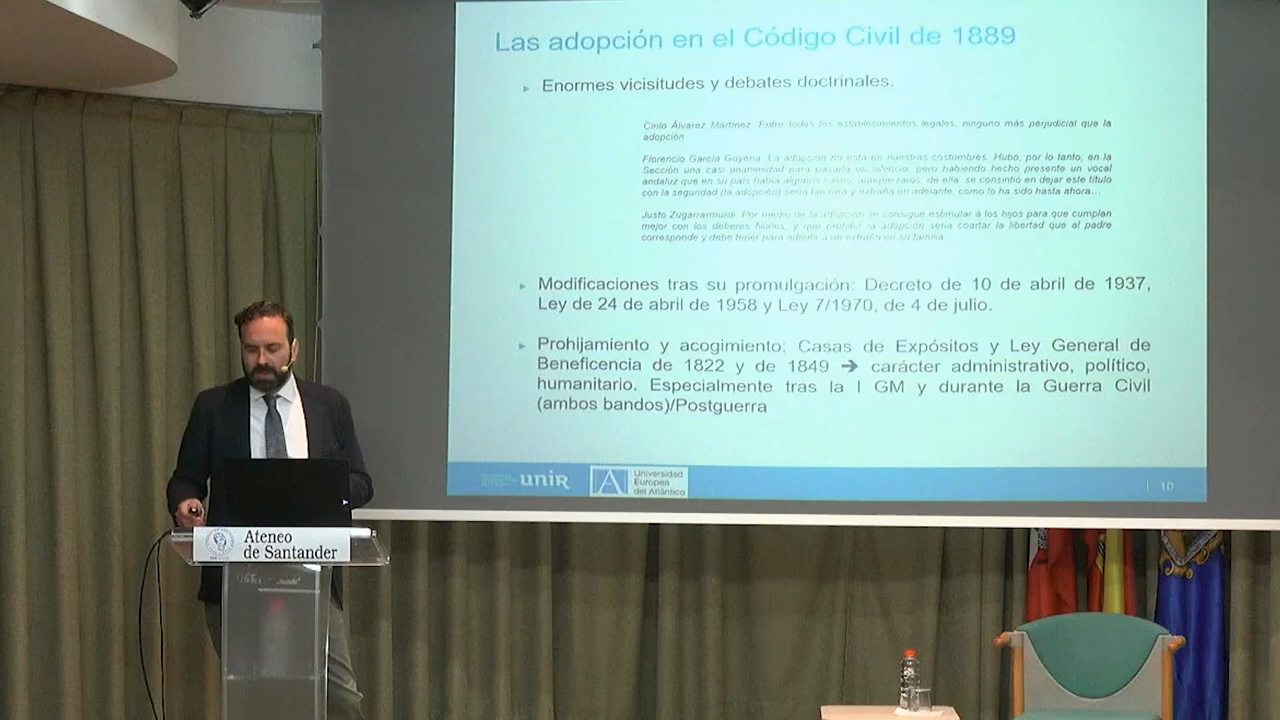 Las adopción en el Código Civil de 1889
Enormes vicisitudes y debates doctrinales.
Cirilo Álvarez Martínez: Entre todos los establecimientos legales, ninguno más perjudicial que la
adopción
Florencio García Goyena: La adopción no está en nuestras costumbres. Hubo, por lo tanto, en la
Sección una casi unanimidad para pasarla en silencio, pero habiendo hecho presente un vocal
andaluz que en su país había algunos casos, aunque raros, de ella, se consintió en dejar este título
con la seguridad (la adopción) sería tan rara y extraña en adelante, como lo ha sido hasta ahora...
Justo Zugarramurdi: Por medio de la adopción se consigue estimular á los hijos para que cumplan
mejor con los deberes filiales, y que prohibir la adopción sería coartar la libertad que al padre
corresponde y debe tener para admitir á un extraño en su familia
Modificaciones tras su promulgación: Decreto de 10 de abril de 1937,
Ley de 24 de abril de 1958 y Ley 7/1970, de 4 de julio.
Prohijamiento y acogimiento: Casas de Expósitos y Ley General de
Beneficencia de 1822 y de 1849 → carácter administrativo, político,
humanitario. Especialmente tras la I GM y durante la Guerra Civil
(ambos bandos)/Postguerra
unir
A
Universidad
Europea
del Atlántico
10
Ateneo
de Santander